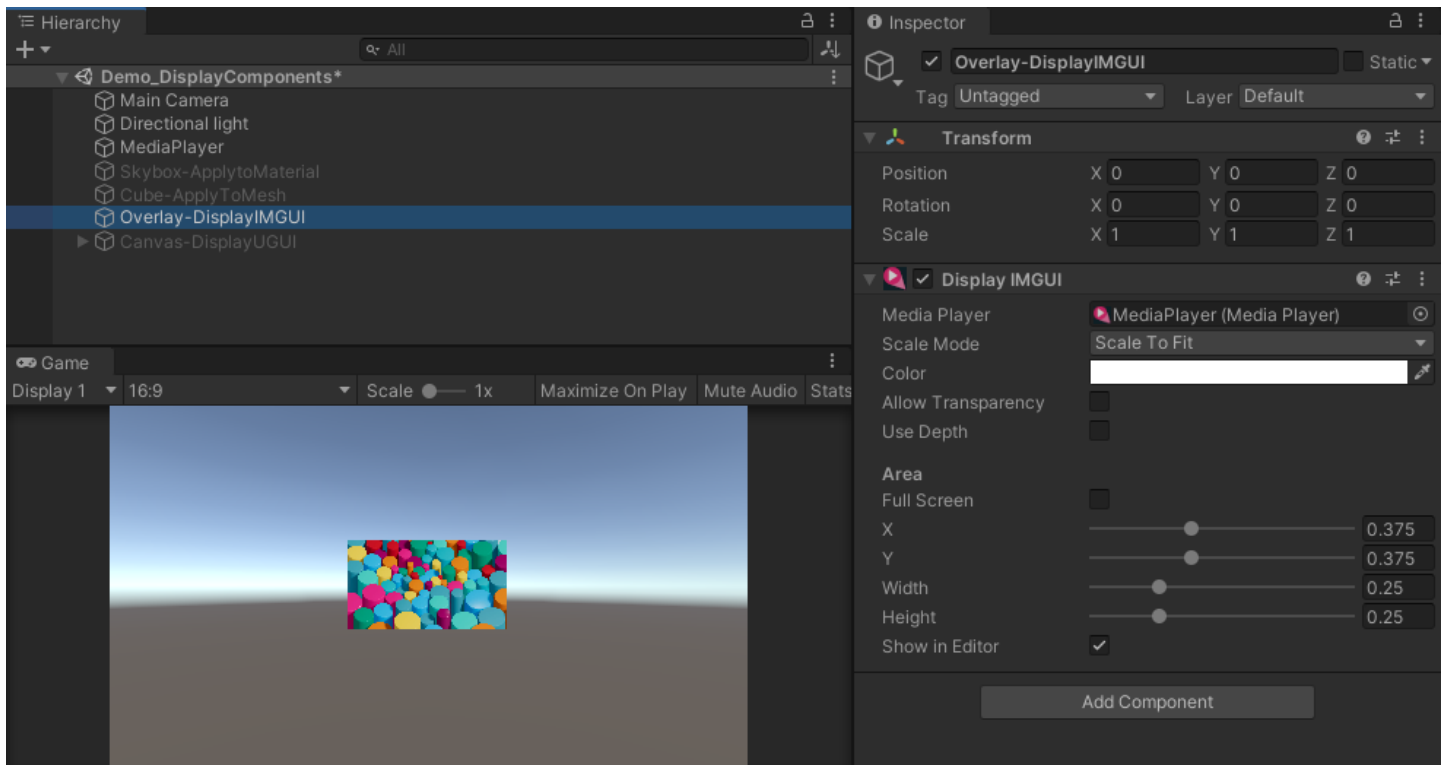 Hierarchy
All
Demo_DisplayComponents*
Main Camera
Directional light
MediaPlayer
Skybox-ApplytoMaterial
Cube-ApplyToMesh
Overlay-DisplayIMGUI
Canvas-DisplayUGUI
Game
Display 1 16:9 Scale 1x Maximize On Play Mute Audio Stats
Inspector
Overlay-DisplayIMGUI Static
Tag Untagged Layer Default
Transform
Position X 0 Y 0 Z 0
Rotation X 0 Y 0 Z 0
Scale X 1 Y 1 Z 1
Display IMGUI
Media Player MediaPlayer (Media Player)
Scale Mode Scale To Fit
Color
Allow Transparency
Use Depth
Area
Full Screen
X 0.375
Y 0.375
Width 0.25
Height 0.25
Show in Editor
Add Component